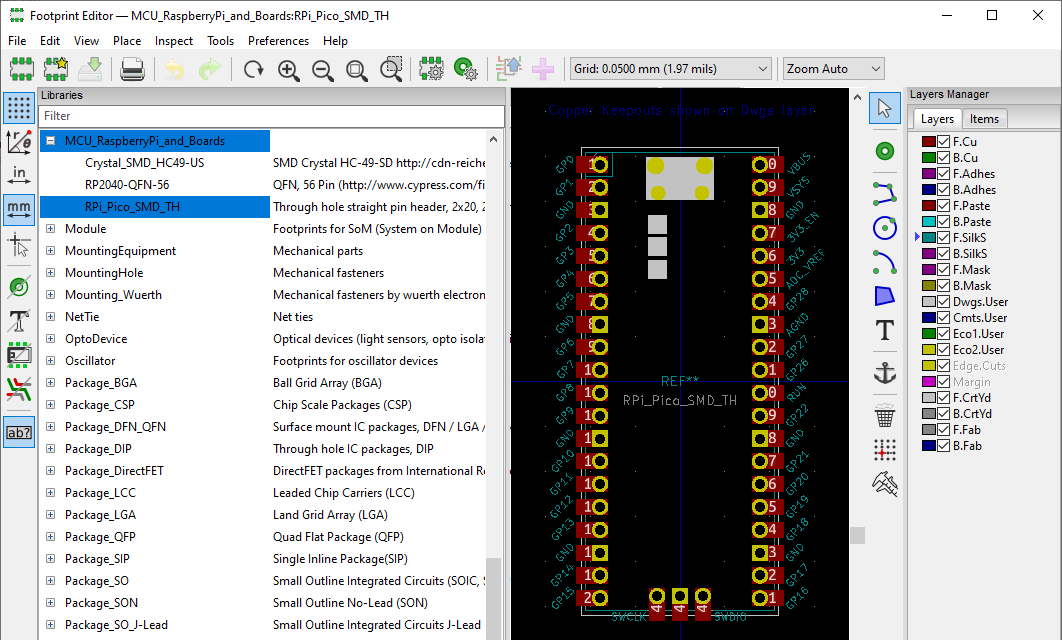 Footprint Editor — MCU_RaspberryPi_and_Boards:RPi_Pico_SMD_TH
File Edit View Place Inspect Tools Preferences Help
Grid: 0.0500 mm (1.97 mils)
Zoom Auto
Libraries
Filter
MCU_RaspberryPi_and_Boards
Crystal_SMD_HC49-US SMD Crystal HC-49-SD http://cdn-reiche
RP2040-QFN-56 QFN, 56 Pin (http://www.cypress.com/fi
RPi_Pico_SMD_TH Through hole straight pin header, 2x20, 2
Module Footprints for SoM (System on Module)
MountingEquipment Mechanical parts
MountingHole Mechanical fasteners
Mounting_Wuerth Mechanical fasteners by wuerth electron
NetTie Net ties
OptoDevice Optical devices (light sensors, opto isola
Oscillator Footprints for oscillator devices
Package_BGA Ball Grid Array (BGA)
Package_CSP Chip Scale Packages (CSP)
Package_DFN_QFN Surface mount IC packages, DFN / LGA /
Package_DIP Through hole IC packages, DIP
Package_DirectFET DirectFET packages from International R
Package_LCC Leaded Chip Carriers (LCC)
Package_LGA Land Grid Array (LGA)
Package_QFP Quad Flat Package (QFP)
Package_SIP Single Inline Package(SIP)
Package_SO Small Outline Integrated Circuits (SOIC,
Package_SON Small Outline No-Lead (SON)
Package_SO_J-Lead Small Outline Integrated Circuits J-Lead
in
mm
ab?
Copper Keepouts shown on Dwgs layer
GP0
GP1
GND
GP2
GP3
GP4
GP5
GND
GP6
GP7
GP8
GP9
GND
GP10
GP11
GP12
GP13
GND
GP14
GP15
REF**
RPi_Pico_SMD_TH
VBUS
VSYS
GND
3V3_EN
3V3
ADC_VREF
GP28
AGND
GP27
GP26
RUN
GP22
GND
GP21
GP20
GP19
GP18
GND
GP17
GP16
SWCLK
4 4 4
SWDIO
T
Layers Manager
Layers Items
F.Cu
B.Cu
F.Adhes
B.Adhes
F.Paste
B.Paste
F.SilkS
B.SilkS
F.Mask
B.Mask
Dwgs.User
Cmts.User
Eco1.User
Eco2.User
Edge.Cuts
Margin
F.CrtYd
B.CrtYd
F.Fab
B.Fab